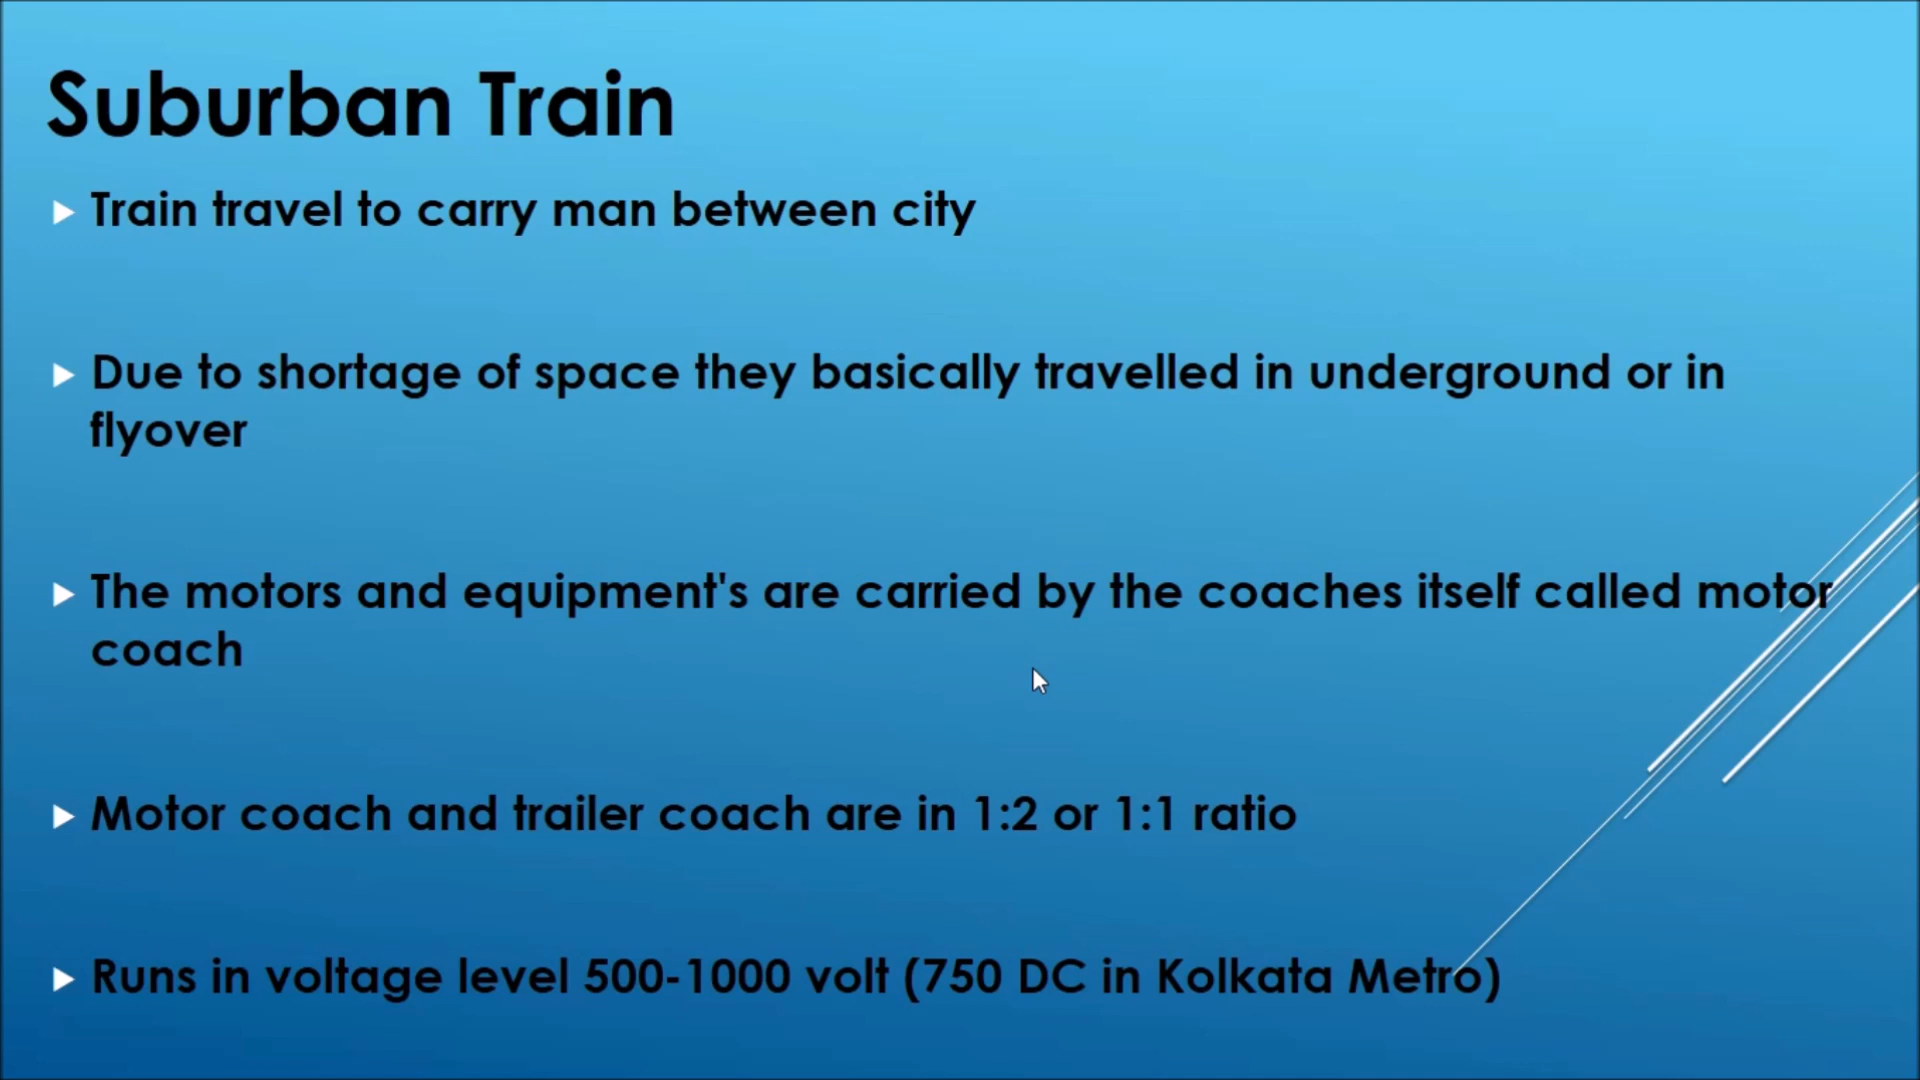 Suburban Train
Train travel to carry man between city
Due to shortage of space they basically travelled in underground or in
flyover
The motors and equipment's are carried by the coaches itself called motor
coach
Motor coach and trailer coach are in 1:2 or 1:1 ratio
Runs in voltage level 500-1000 volt (750 DC in Kolkata Metro)